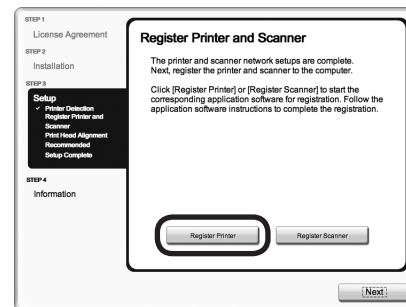 STEP 1
License Agreement
STEP 2
Installation
STEP 3
Setup
Printer Detection
Register Printer and
Scanner
Print Head Alignment
Recommended
Setup Complete
STEP 4
Information
Register Printer and Scanner
The printer and scanner network setups are complete.
Next, register the printer and scanner to the computer.
Click [Register Printer] or [Register Scanner] to start the
corresponding application software for registration. Follow the
application software instructions to complete the registration.
Register Printer
Register Scanner
Next